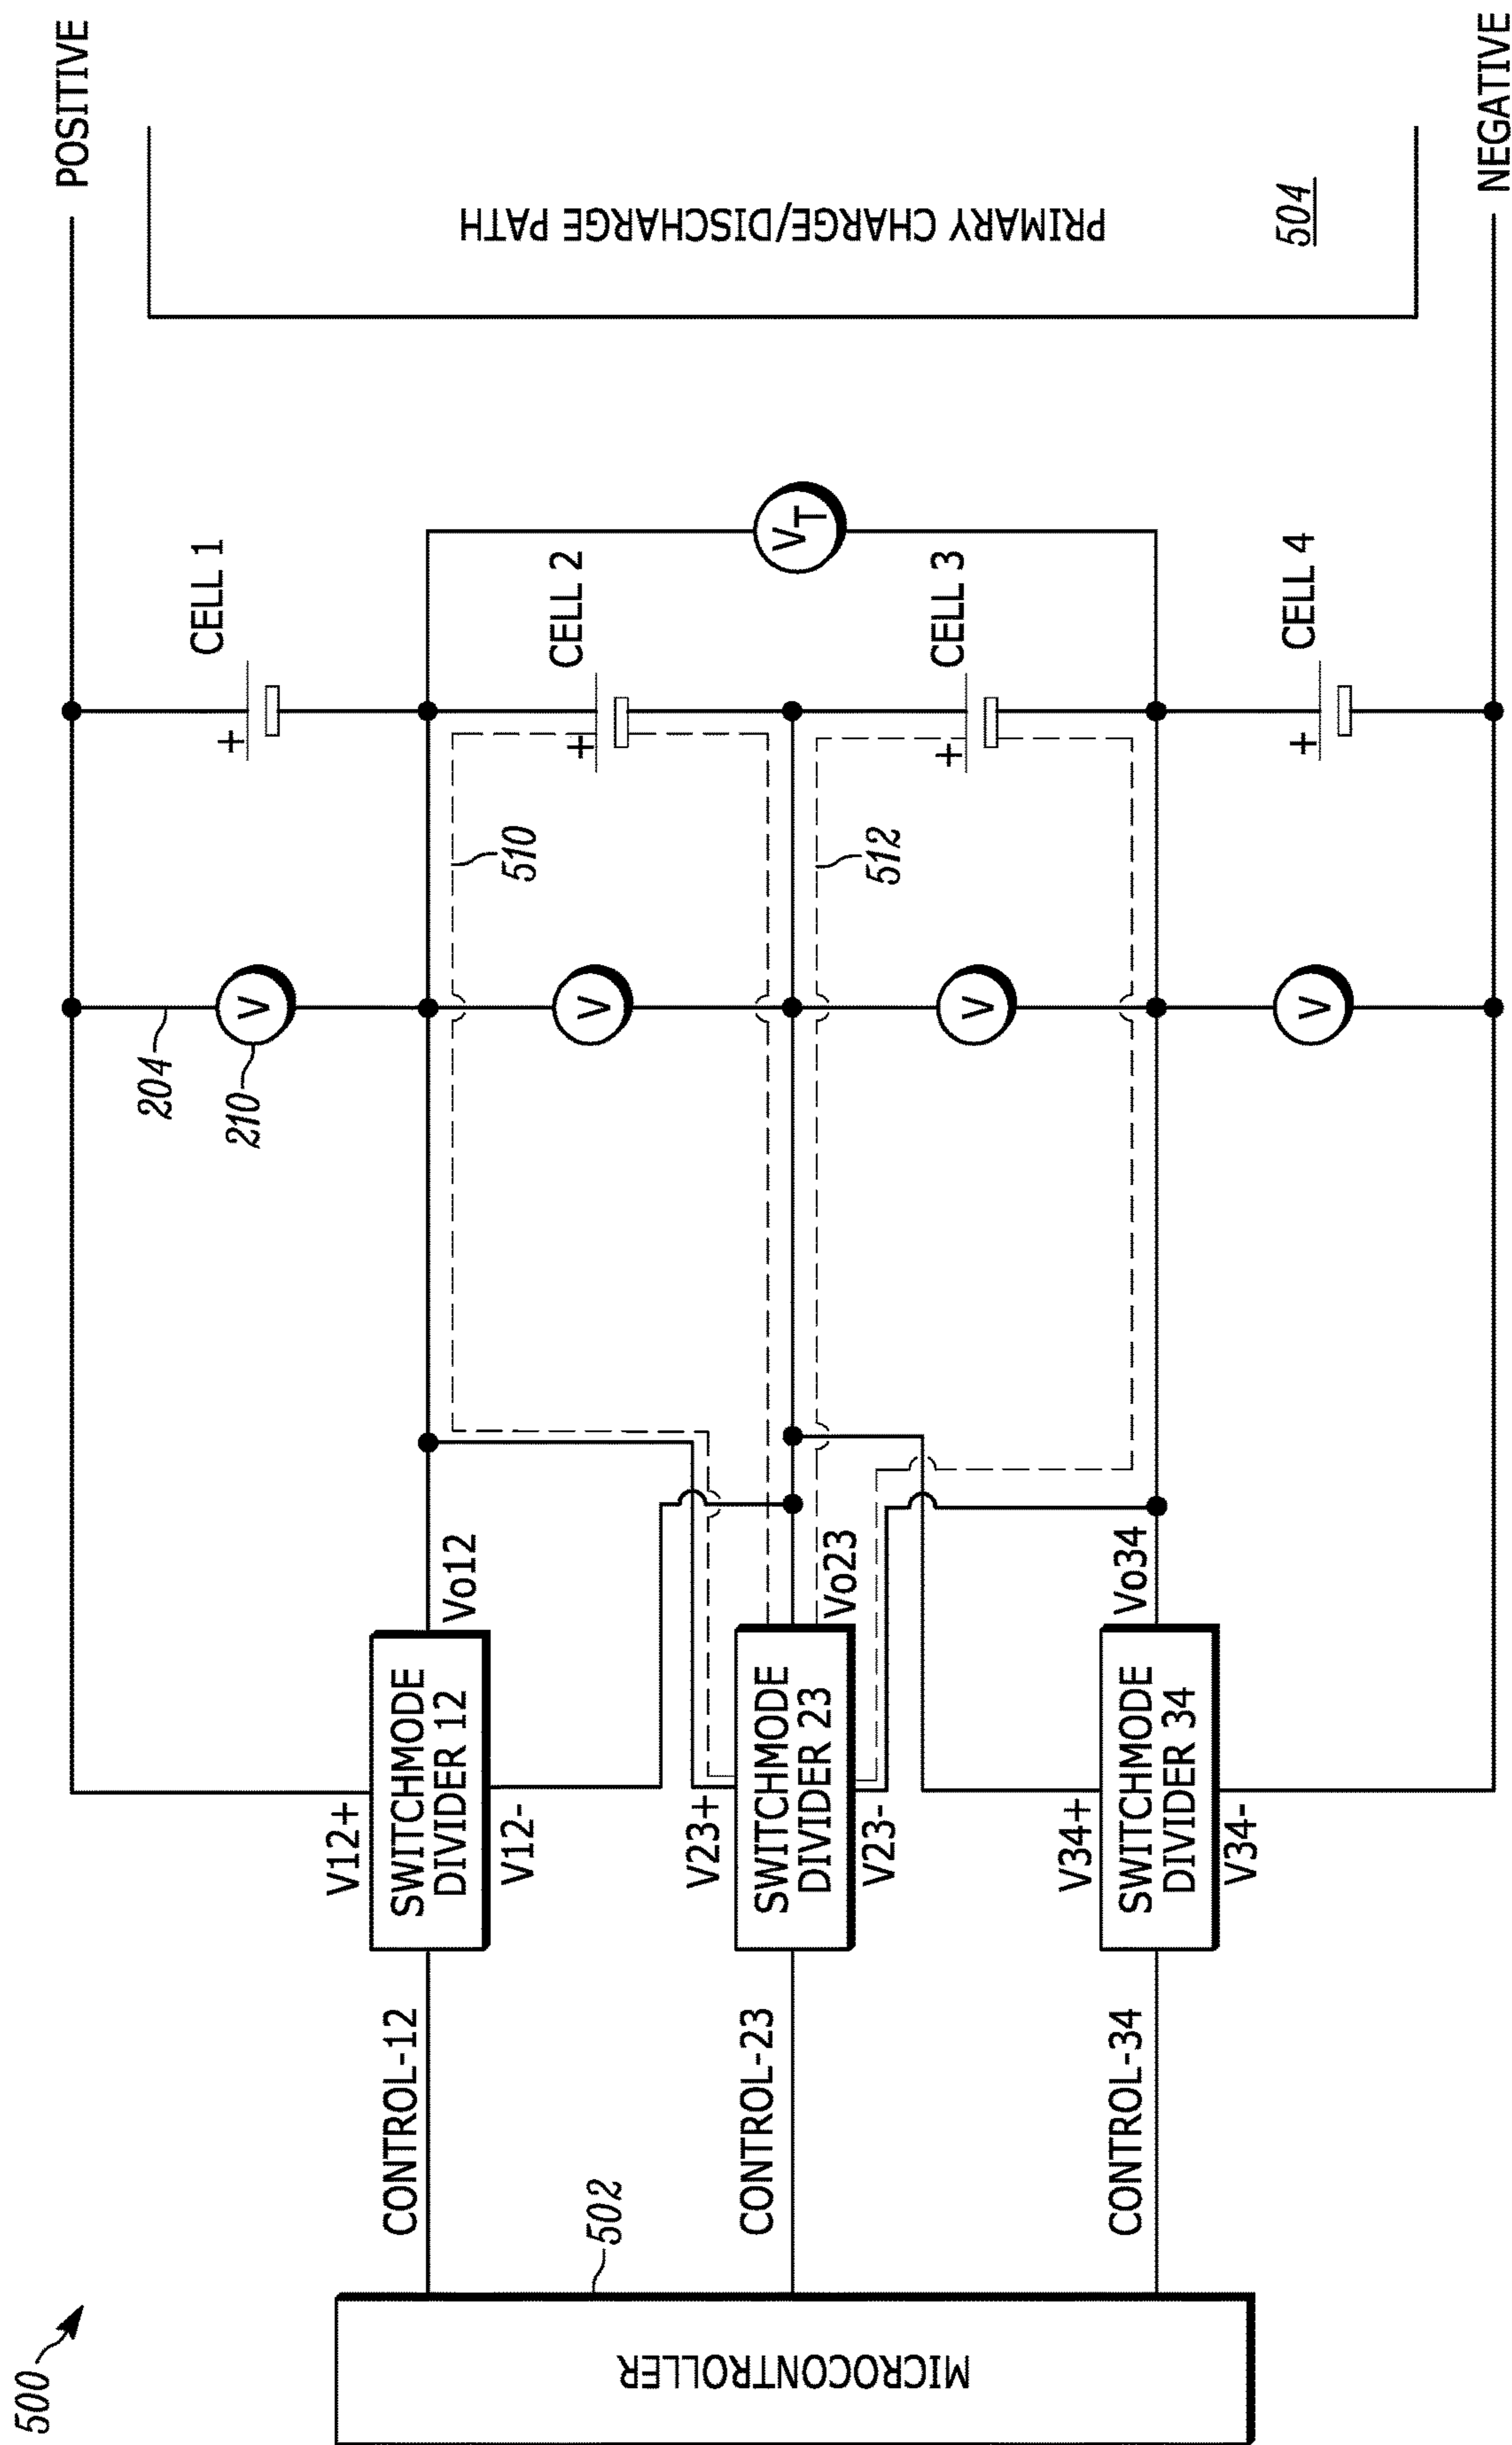 500
MICROCONTROLLER
502
CONTROL-12
CONTROL-23
CONTROL-34
V12+
SWITCHMODE
DIVIDER 12
V12-
Vo12
V23+
SWITCHMODE
DIVIDER 23
V23-
Vo23
V34+
SWITCHMODE
DIVIDER 34
V34-
Vo34
204
210
V
V
V
V
510
512
+
CELL 1
+
CELL 2
+
CELL 3
+
CELL 4
VT
PRIMARY CHARGE/DISCHARGE PATH
504
POSITIVE
NEGATIVE